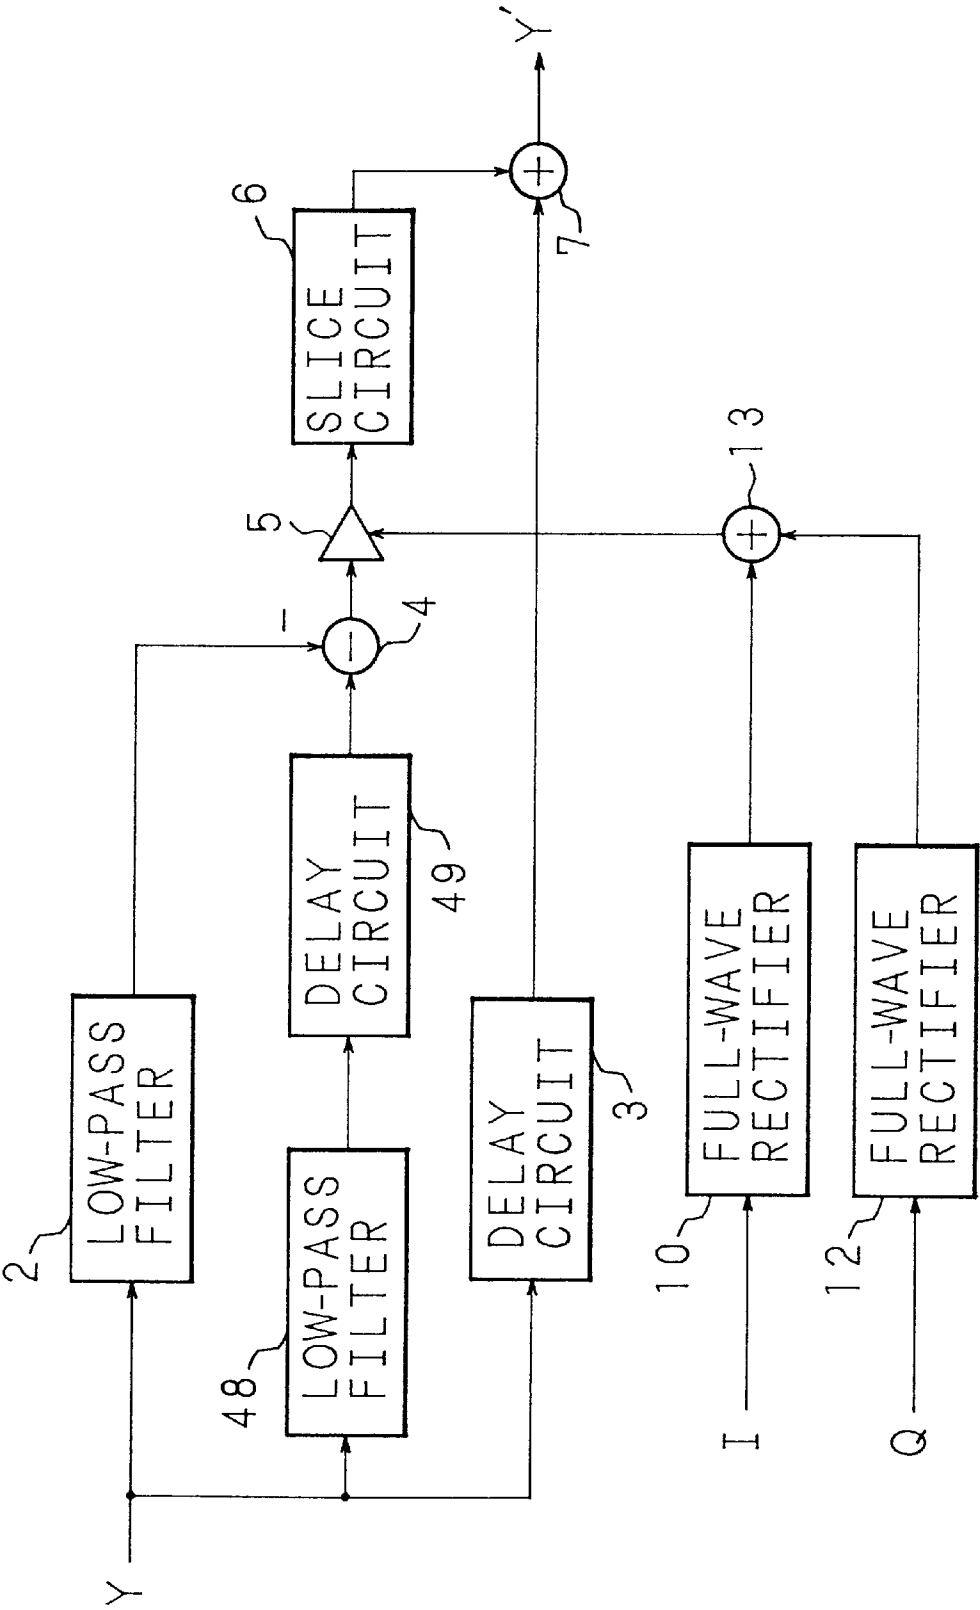 Y
2
LOW-PASS
FILTER
48
LOW-PASS
FILTER
DELAY
CIRCUIT
49
DELAY
CIRCUIT
3
−
−
4
5
SLICE
CIRCUIT
6
+
7
Y'
I
10
FULL-WAVE
RECTIFIER
Q
12
FULL-WAVE
RECTIFIER
+
13